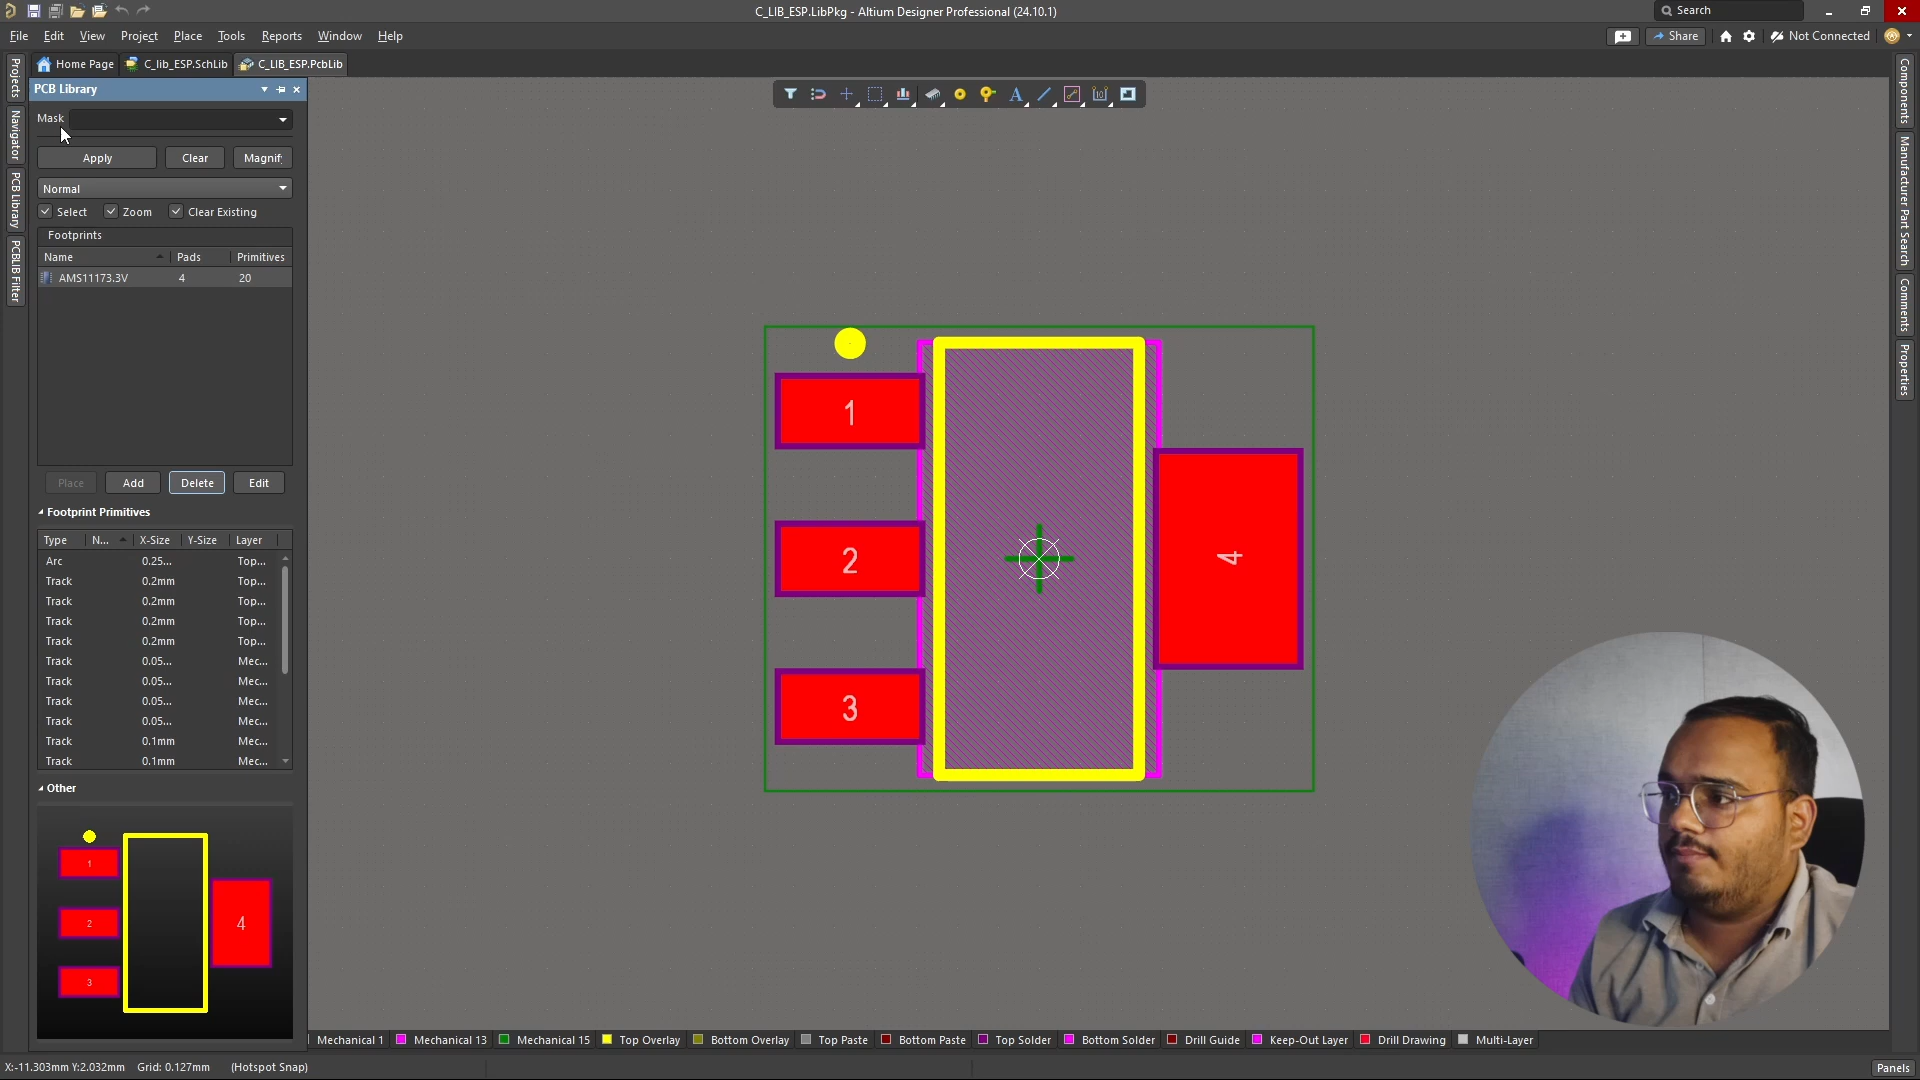 C_LIB_ESP.LibPkg - Altium Designer Professional (24.10.1)
Search
File Edit View Project Place Tools Reports Window Help
Share
Not Connected
Home Page
C_lib_ESP.SchLib
C_LIB_ESP.PcbLib
Projects
Navigator
PCB Library
PCBLIB Filter
PCB Library
Mask
Apply Clear Magnif
Normal
Select Zoom Clear Existing
Footprints
Name Pads Primitives
AMS11173.3V 4 20
Place Add Delete Edit
Footprint Primitives
Type N... X-Size Y-Size Layer
Arc 0.25... Top...
Track 0.2mm Top...
Track 0.2mm Top...
Track 0.2mm Top...
Track 0.2mm Top...
Track 0.05... Mec...
Track 0.05... Mec...
Track 0.05... Mec...
Track 0.05... Mec...
Track 0.1mm Mec...
Track 0.1mm Mec...
Other
1
2
3
4
1
2
3
4
Components
Manufacturer Part Search
Comments
Properties
Mechanical 1 Mechanical 13 Mechanical 15 Top Overlay Bottom Overlay Top Paste Bottom Paste Top Solder Bottom Solder Drill Guide Keep-Out Layer Drill Drawing Multi-Layer
X:-11.303mm Y:2.032mm Grid: 0.127mm (Hotspot Snap)
Panels